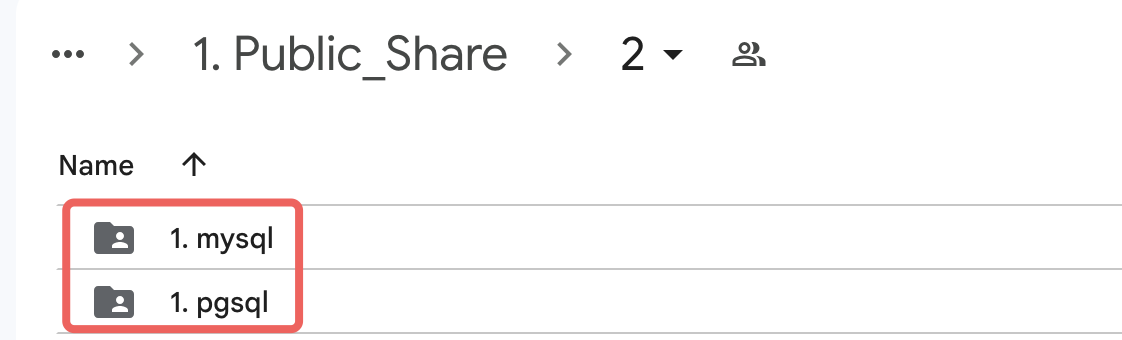 ... > 1. Public_Share > 2
Name ↑
1. mysql
1. pgsql